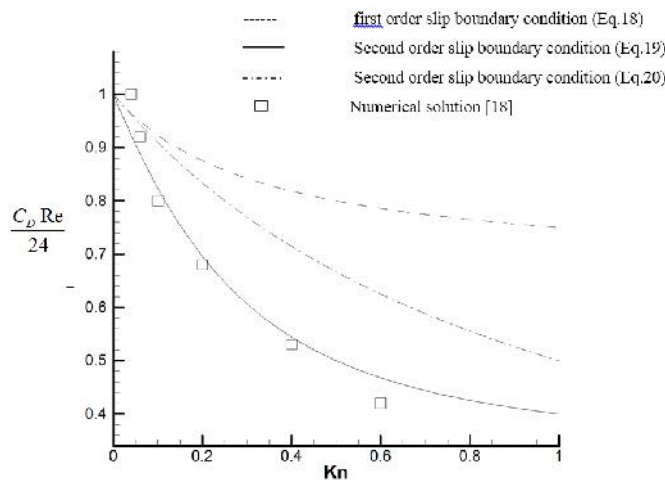 first order slip boundary condition (Eq.18)
Second order slip boundary condition (Eq.19)
Second order slip boundary condition (Eq.20)
Numerical solution [18]
1
0.9
0.8
0.7
0.6
0.5
0.4
C_D Re
24
0
0.2
0.4
0.6
0.8
1
Kn